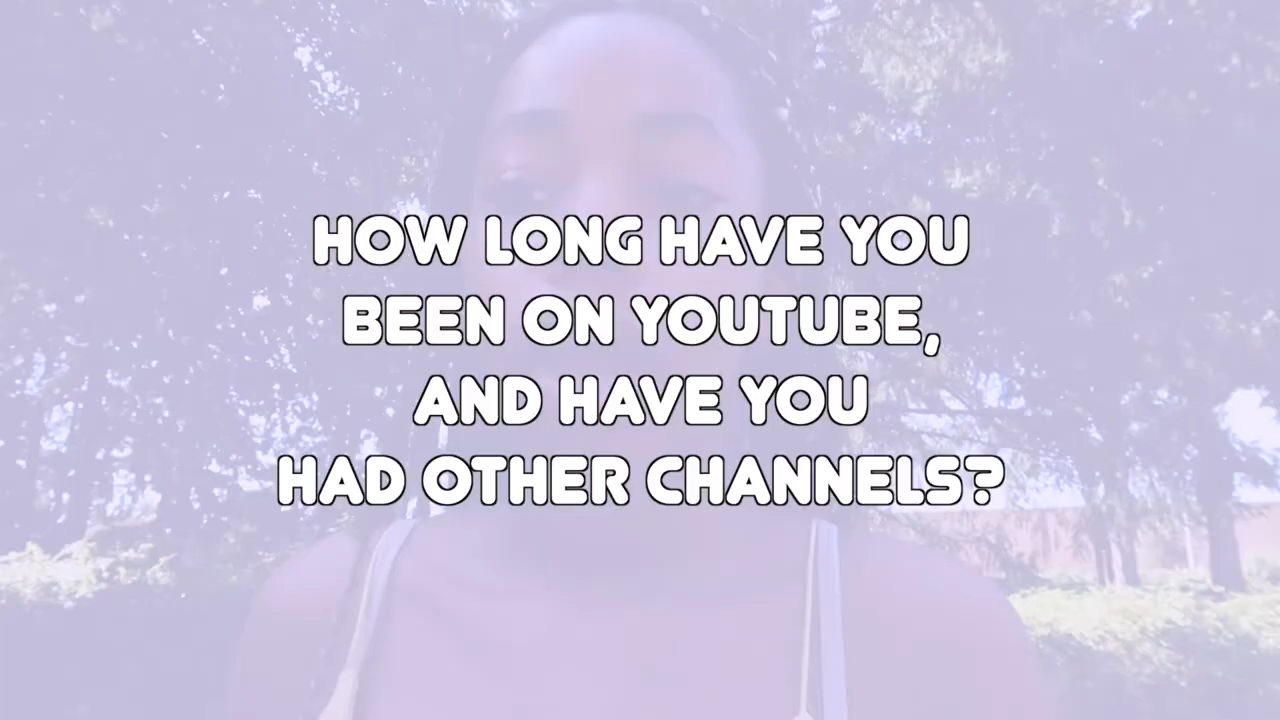 HOW LONG HAVE YOU
BEEN ON YOUTUBE,
AND HAVE YOU
HAD OTHER CHANNELS?